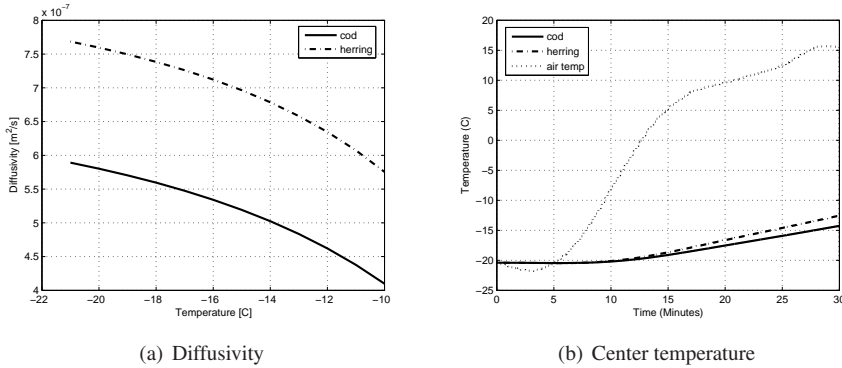 x 10⁻⁷
cod
herring
8
7.5
7
6.5
6
5.5
5
4.5
4
Diffusivity [m²/s]
−22 −20 −18 −16 −14 −12 −10
Temperature [C]
(a) Diffusivity
cod
herring
air temp
20
15
10
5
0
−5
−10
−15
−20
−25
Temperature (C)
0 5 10 15 20 25 30
Time (Minutes)
(b) Center temperature